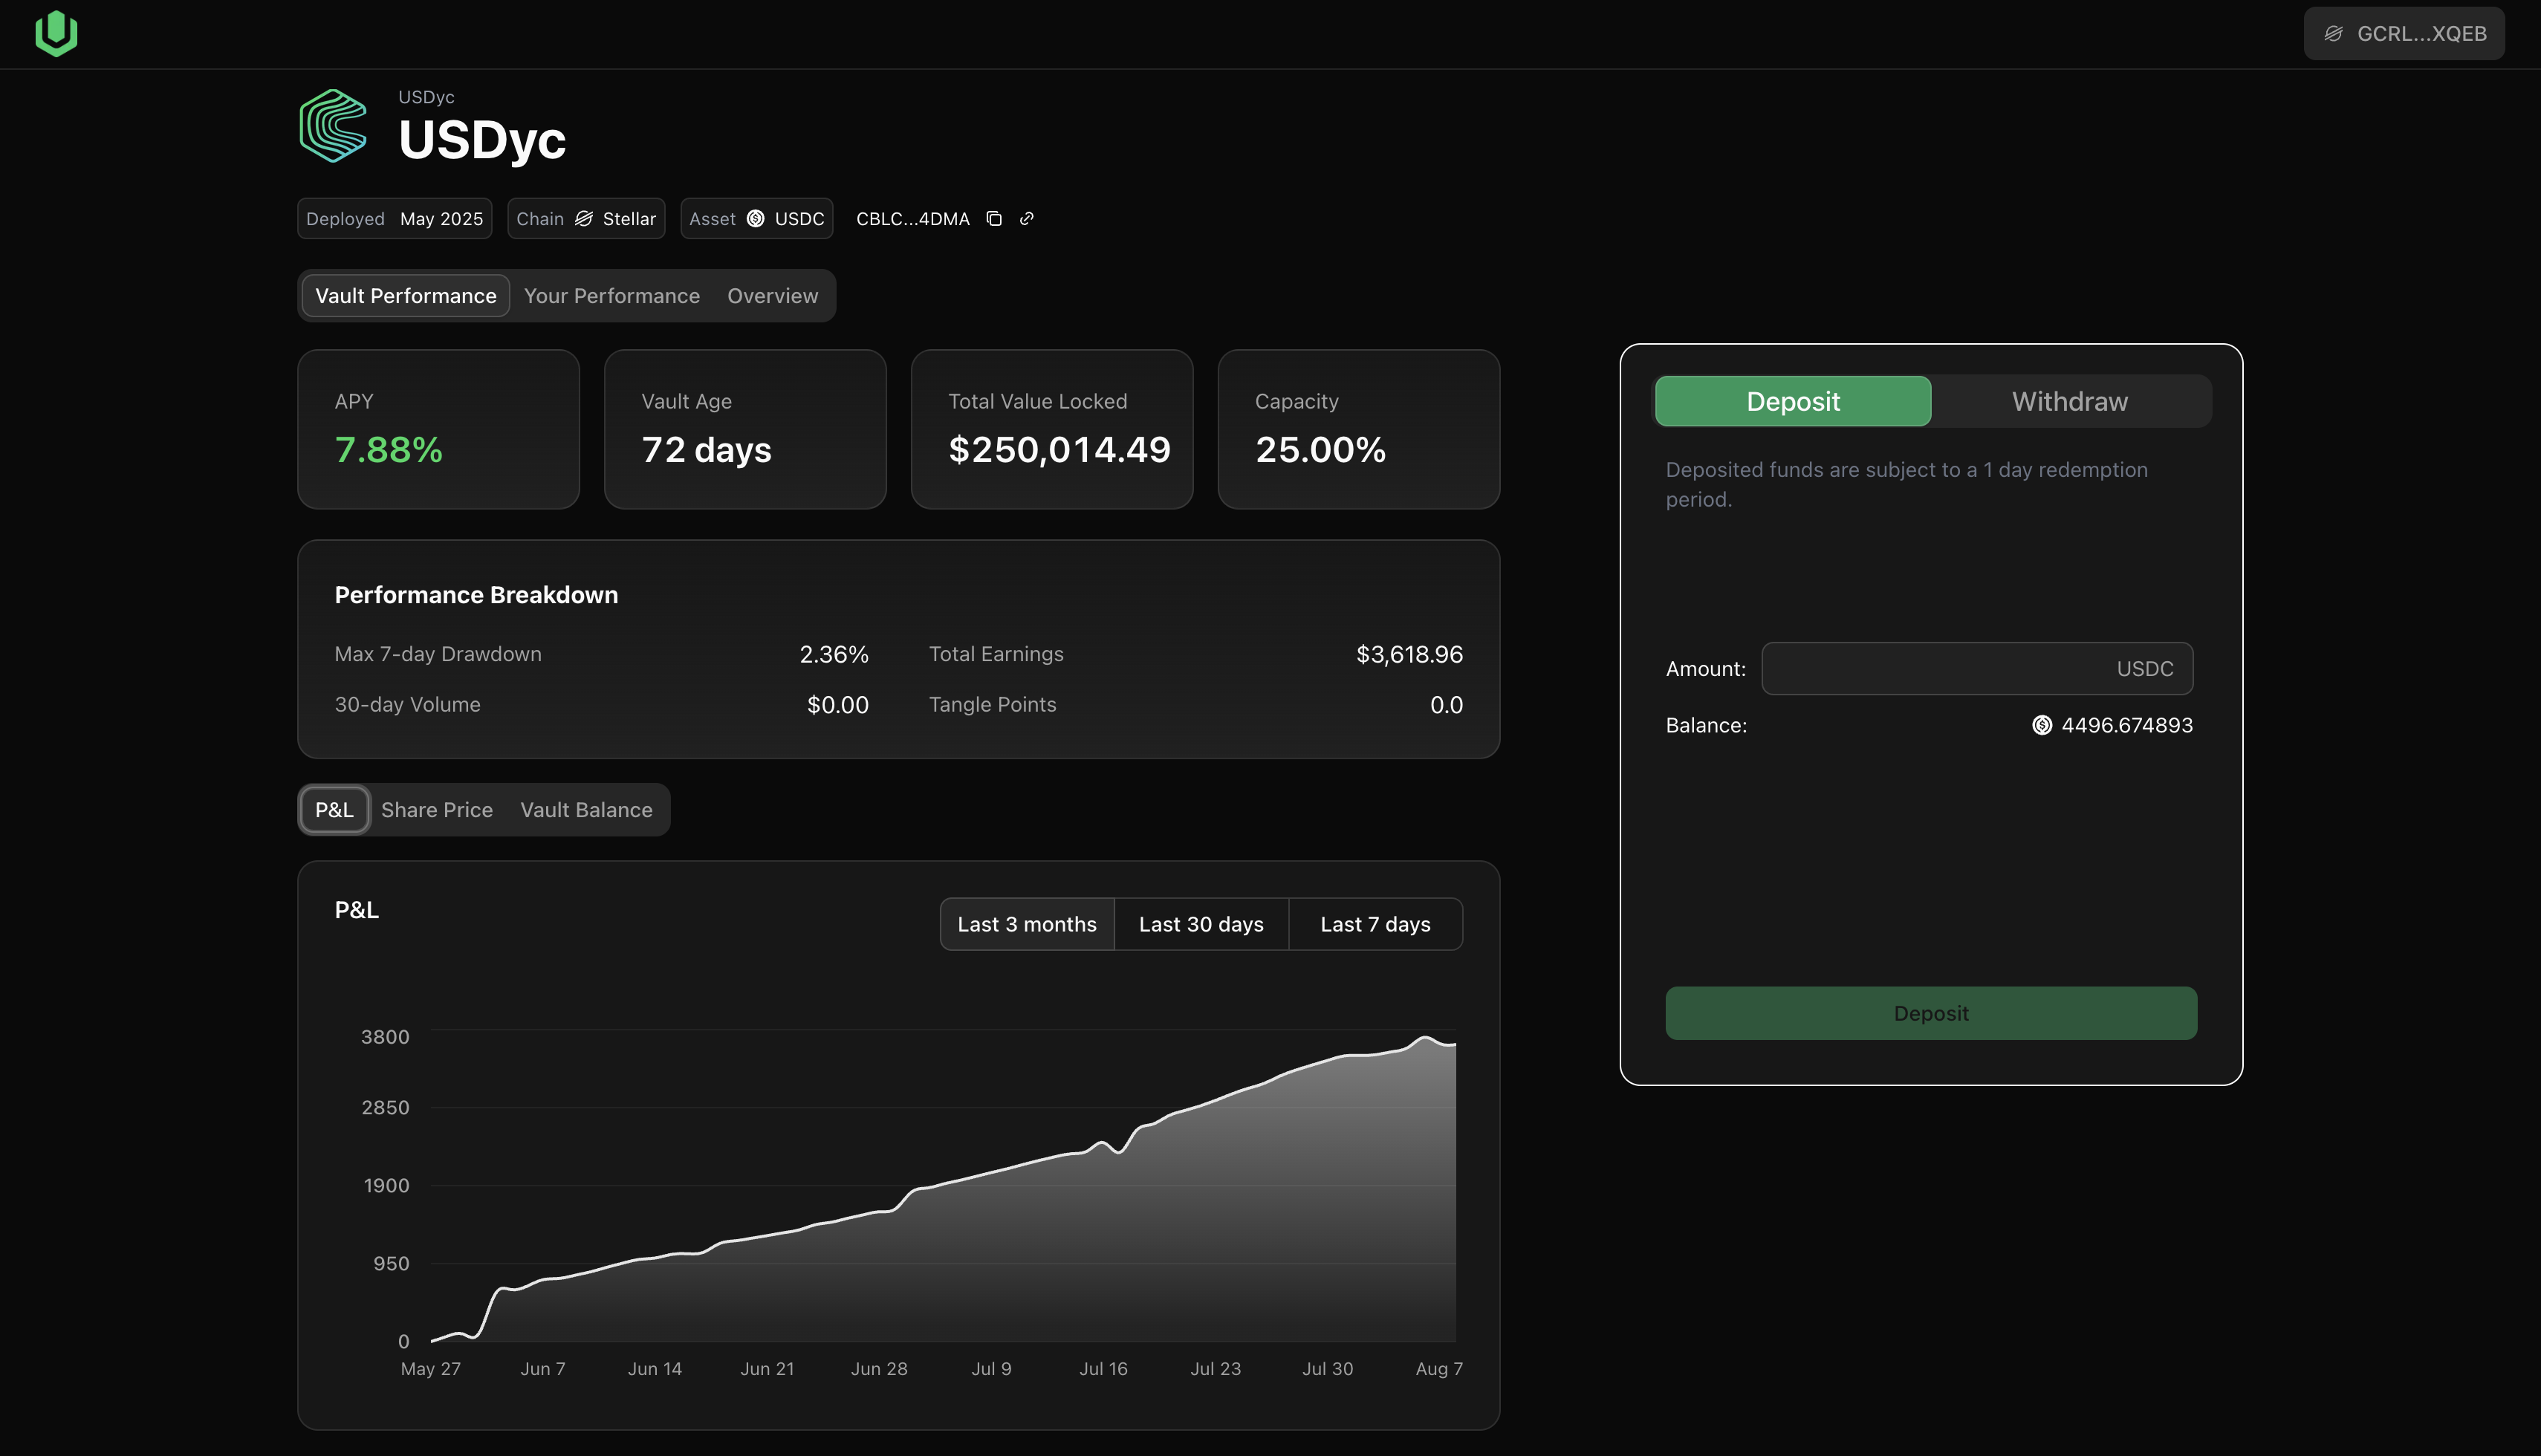 GCRL...XQEB
USDyc
USDyc
Deployed May 2025
Chain Stellar
Asset USDC
CBLC...4DMA
Vault Performance
Your Performance
Overview
APY
7.88%
Vault Age
72 days
Total Value Locked
$250,014.49
Capacity
25.00%
Performance Breakdown
Max 7-day Drawdown 2.36%
Total Earnings $3,618.96
30-day Volume $0.00
Tangle Points 0.0
P&L
Share Price
Vault Balance
P&L
Last 3 months
Last 30 days
Last 7 days
3800
2850
1900
950
0
May 27
Jun 7
Jun 14
Jun 21
Jun 28
Jul 9
Jul 16
Jul 23
Jul 30
Aug 7
Deposit
Withdraw
Deposited funds are subject to a 1 day redemption
period.
Amount: USDC
Balance: 4496.674893
Deposit